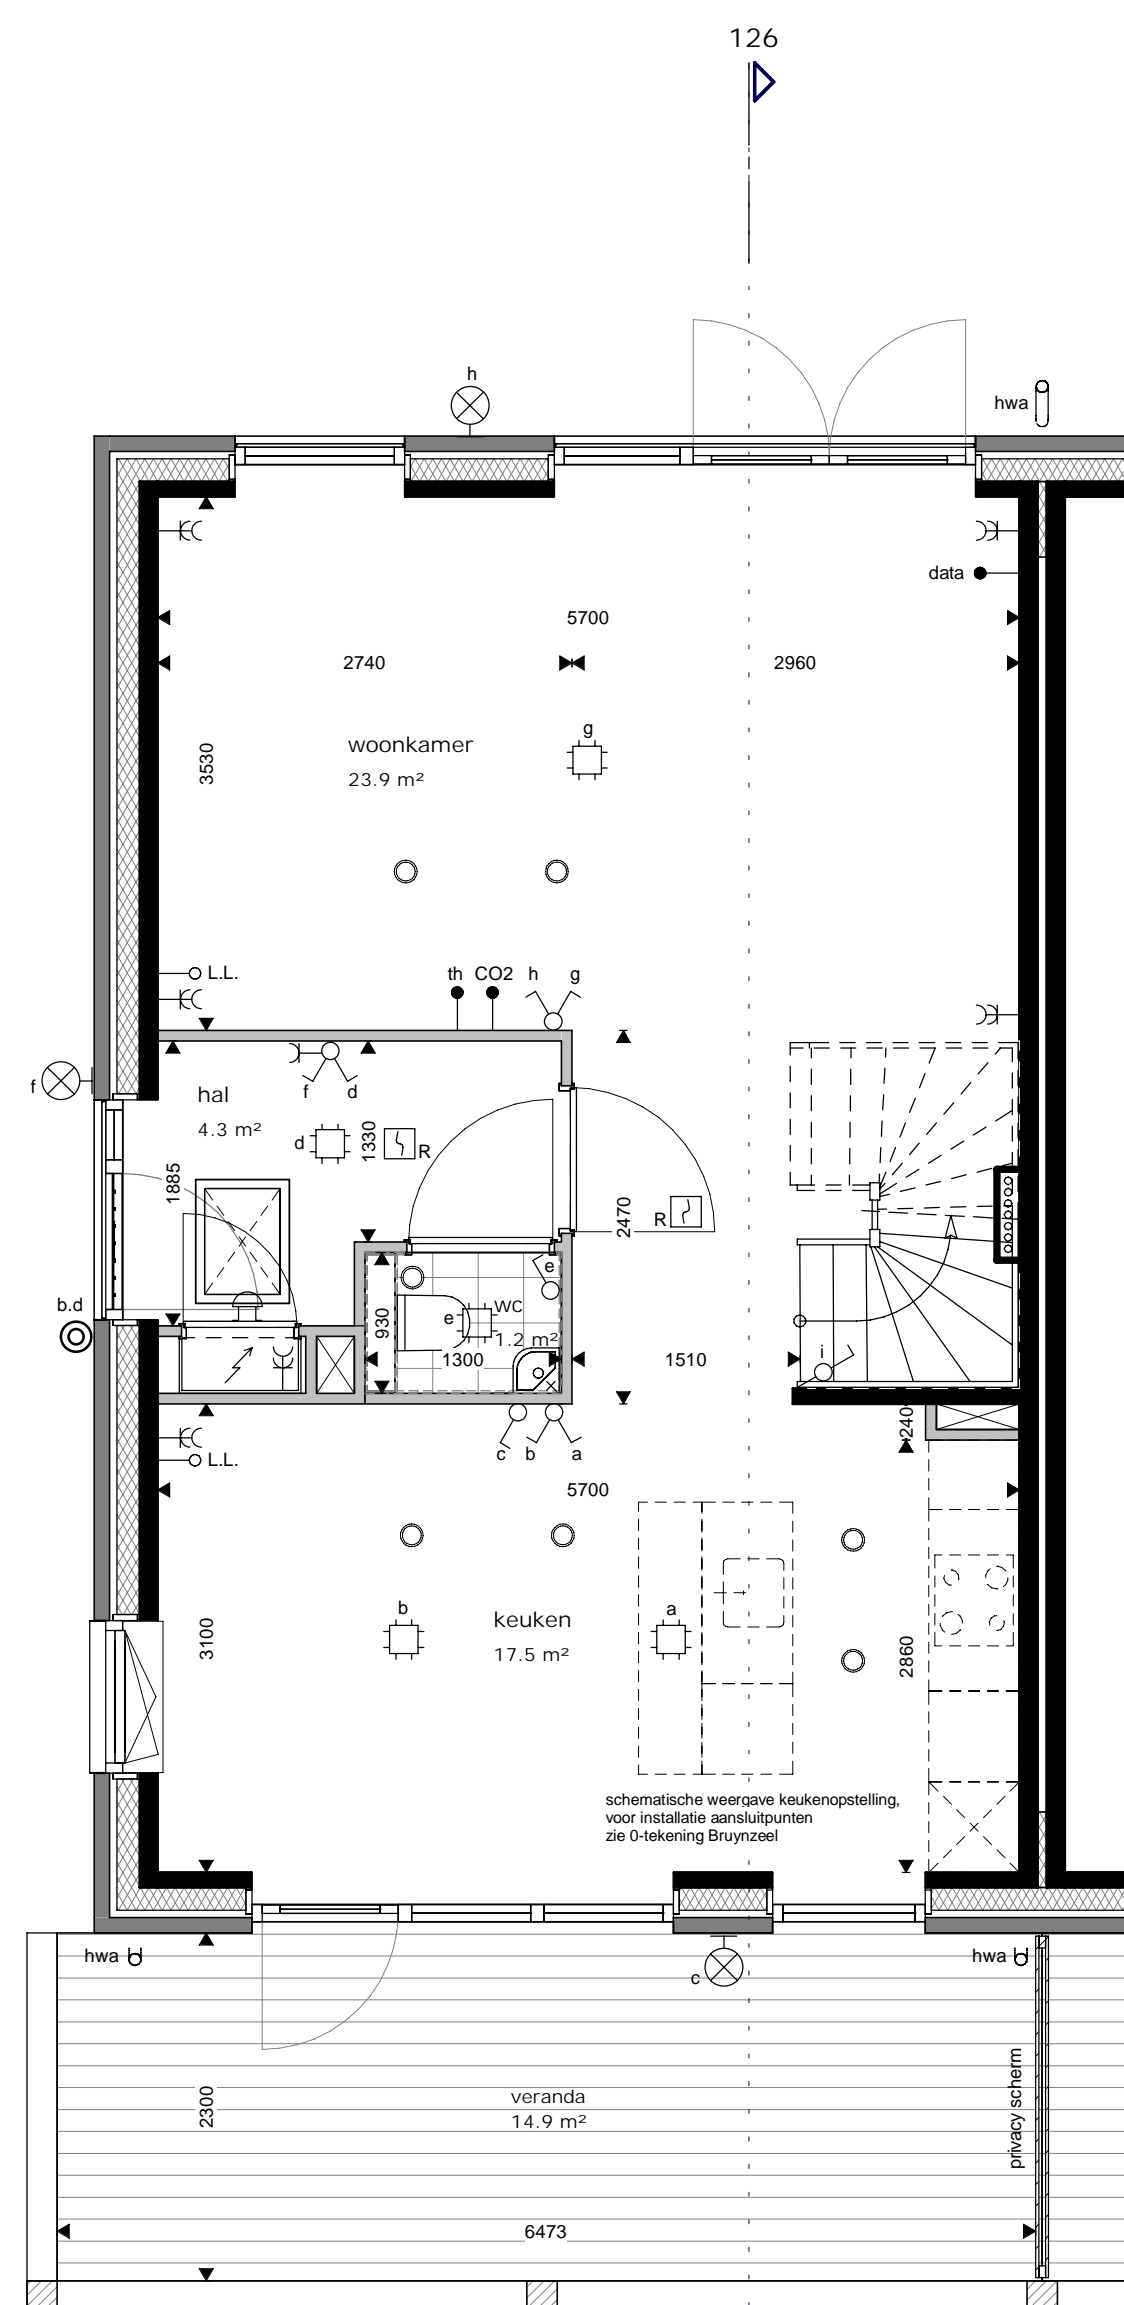 126
h
hwa
data
5700
2740
2960
g
woonkamer
23.9 m²
3530
L.L.
th
CO2
h
g
f
hal
4.3 m²
f
d
d
1330
R
1885
2470
R
b.d
e
WC
e
1.2 m²
930
1300
1510
i
c
b
a
240
L.L.
5700
b
a
keuken
17.5 m²
3100
2860
schematische weergave keukenopstelling,
voor installatie aansluitpunten
zie 0-tekening Bruynzeel
hwa
hwa
c
veranda
14.9 m²
2300
privacy scherm
6473